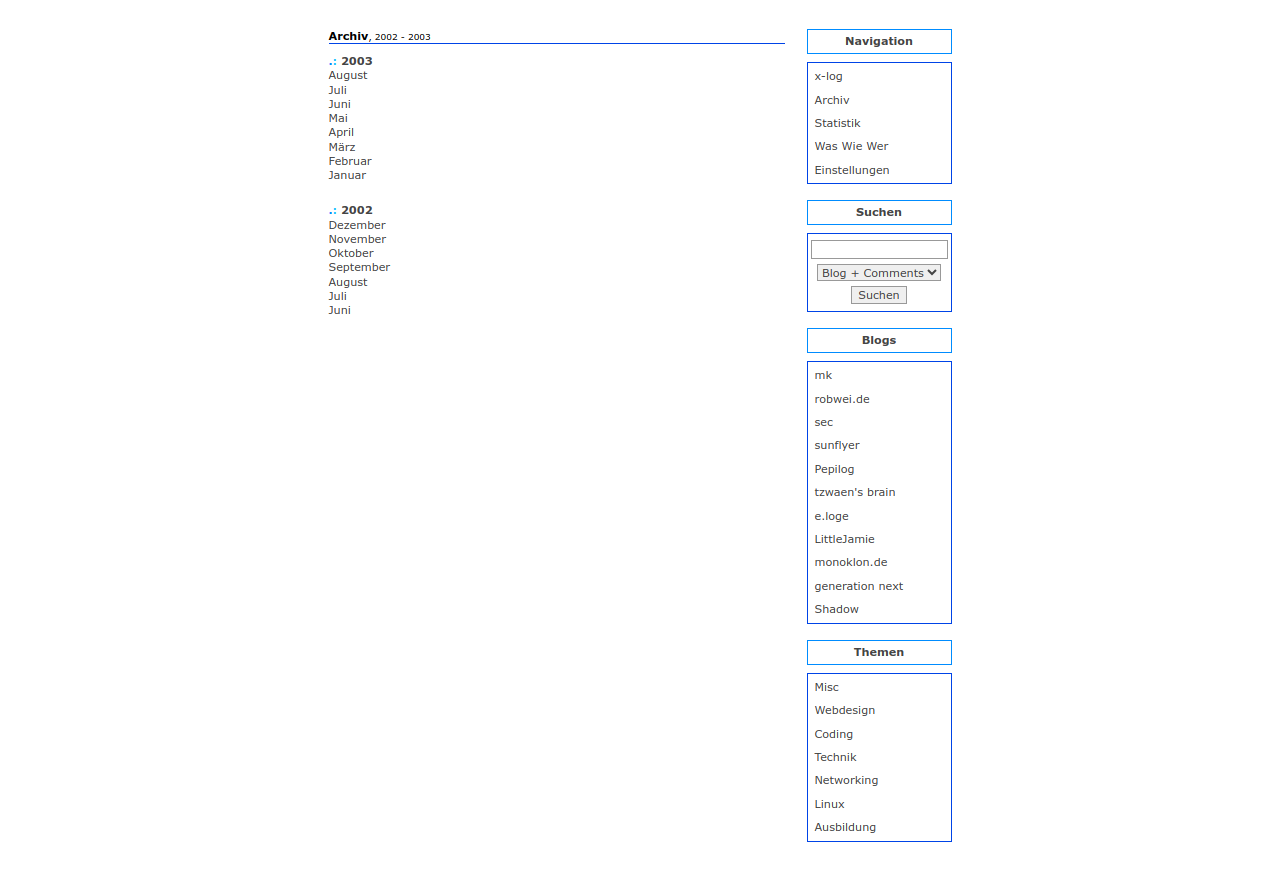 Archiv, 2002 - 2003
.: 2003
August
Juli
Juni
Mai
April
März
Februar
Januar
.: 2002
Dezember
November
Oktober
September
August
Juli
Juni
Navigation
x-log
Archiv
Statistik
Was Wie Wer
Einstellungen
Suchen
Blog + Comments
Suchen
Blogs
mk
robwei.de
sec
sunflyer
Pepilog
tzwaen's brain
e.loge
LittleJamie
monoklon.de
generation next
Shadow
Themen
Misc
Webdesign
Coding
Technik
Networking
Linux
Ausbildung